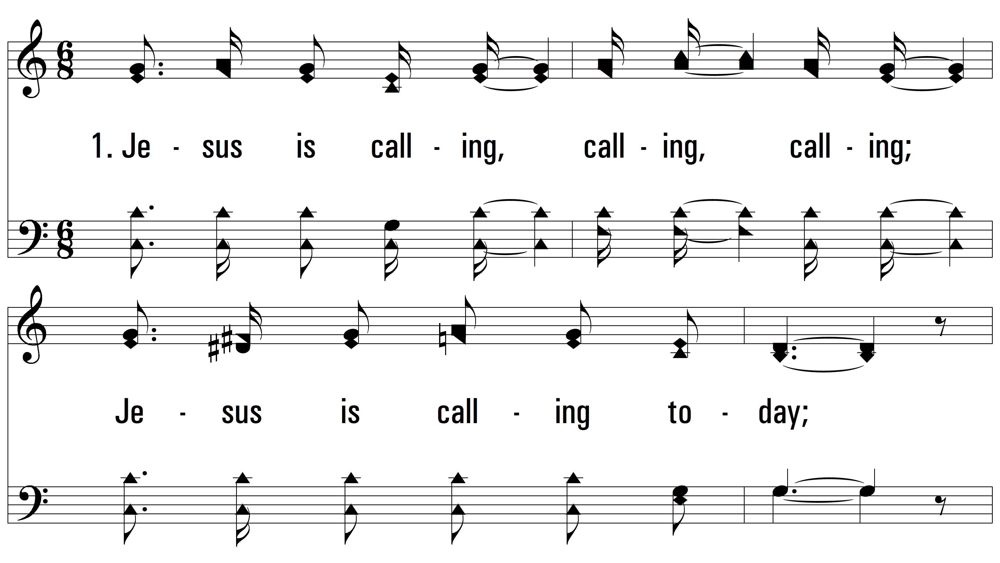 1. Je - sus is call - ing, call - ing, call - ing;
Je - sus is call - ing to - day;